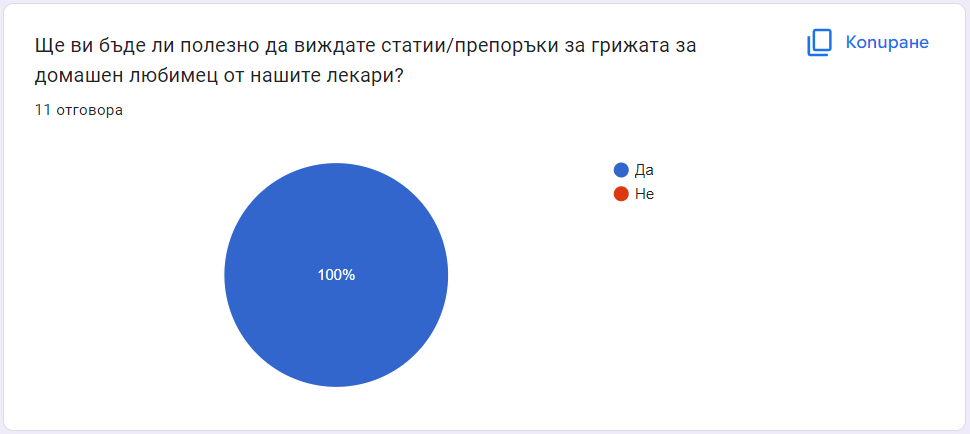 Ще ви бъде ли полезно да виждате статии/препоръки за грижата за
домашен любимец от нашите лекари?
Копиране
11 отговора
Да
Не
100%